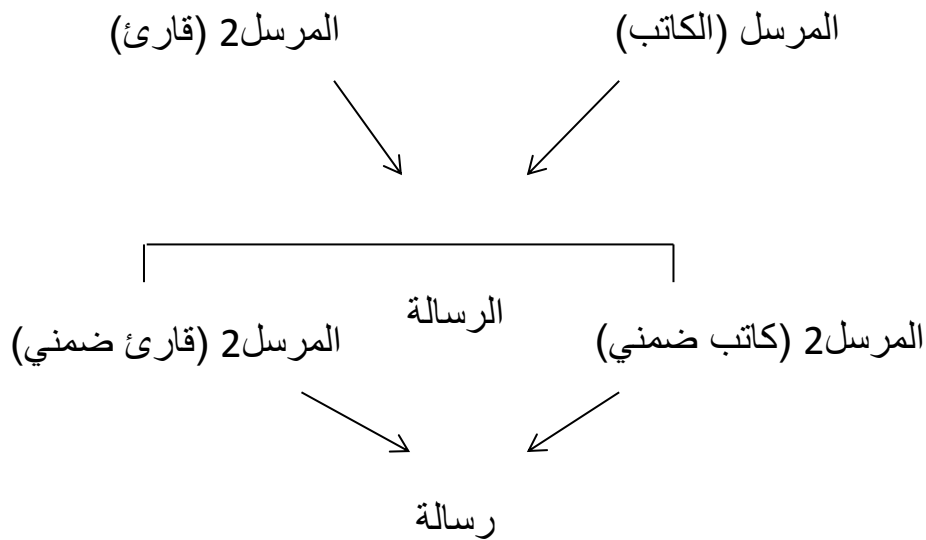 المرسل (الكاتب)
المرسل2 (قارئ)
الرسالة
المرسل2 (كاتب ضمني)
المرسل2 (قارئ ضمني)
رسالة